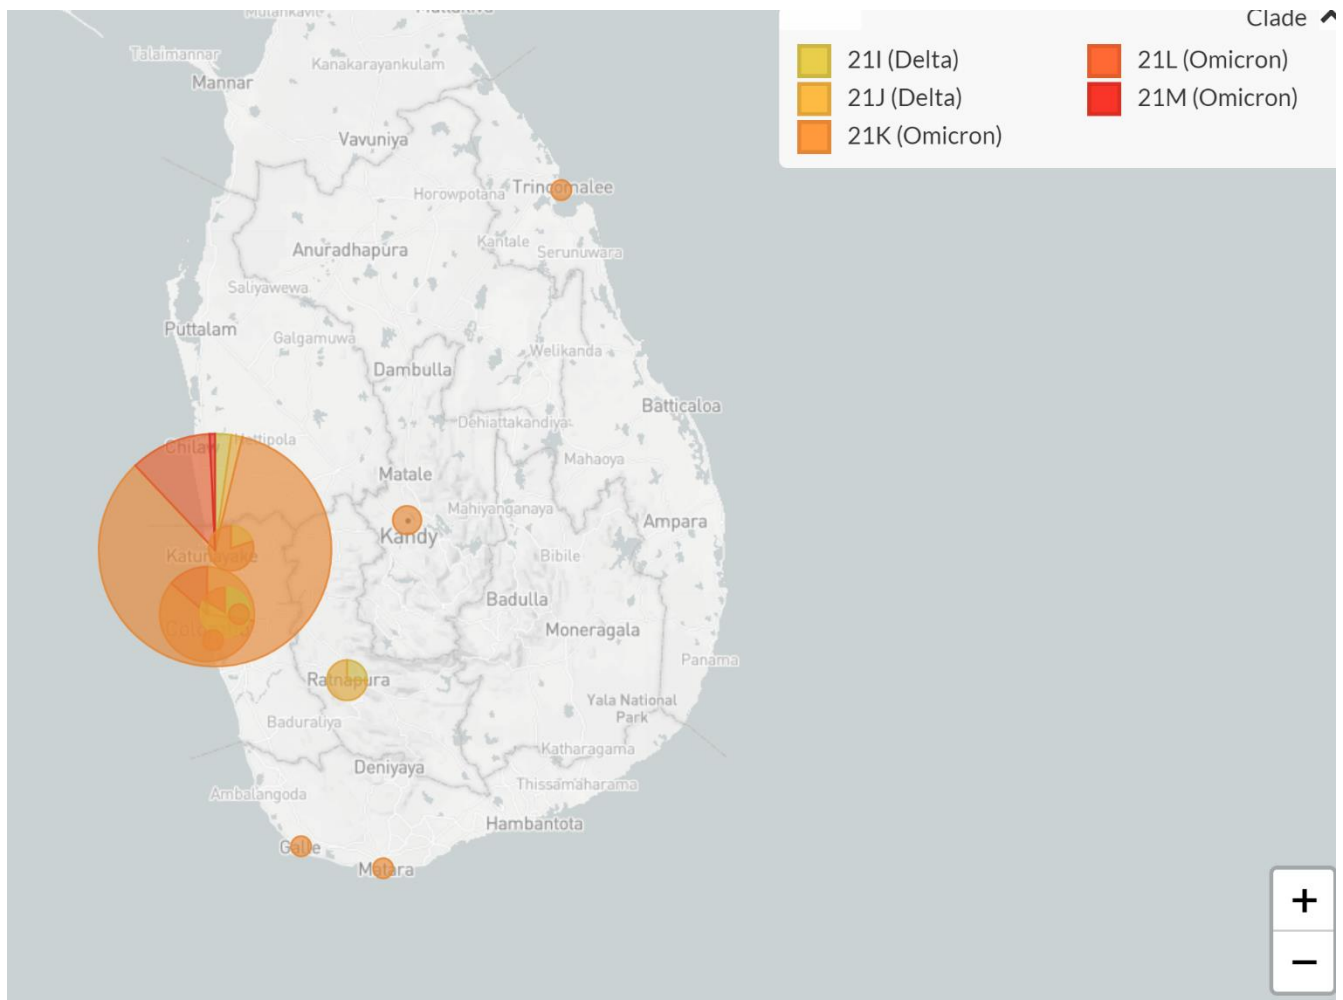 Clade
21I (Delta)
21J (Delta)
21K (Omicron)
21L (Omicron)
21M (Omicron)
Talaimannar
Kanakarayankulam
Mannar
Vavuniya
Trincomalee
Horowpotana
Kantale
Anuradhapura
Serunuwara
Saliyawewa
Puttalam
Galgamuwa
Welikanda
Dambulla
Batticaloa
Dehiattakandiya
Chilaw
Mahaoya
Matale
Mahiyanganaya
Ampara
Kandy
Katunayake
Bibile
Badulla
Moneragala
Panama
Ratnapura
Yala National
Park
Baduraliya
Katharagama
Deniyaya
Thissamaharama
Ambalangoda
Hambantota
Galle
Matara
+
−